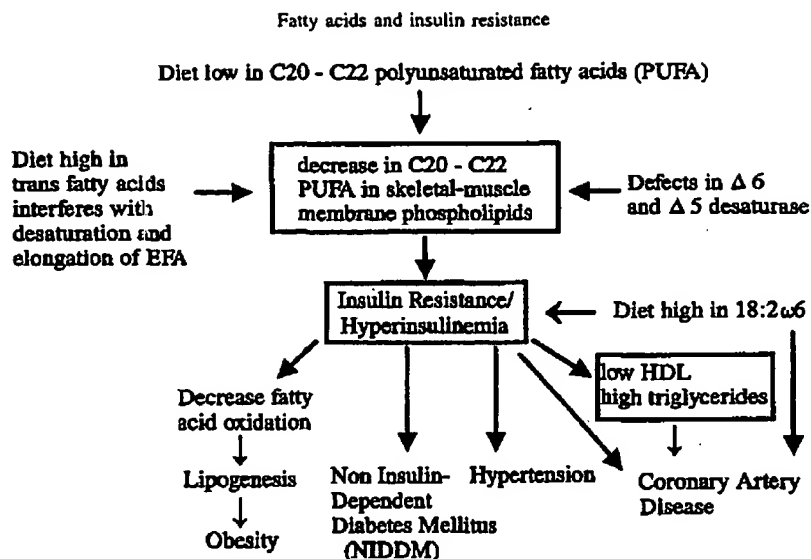 Fatty acids and insulin resistance
Diet low in C20 - C22 polyunsaturated fatty acids (PUFA)
Diet high in
trans fatty acids
interferes with
desaturation and
elongation of EFA
decrease in C20 - C22
PUFA in skeletal-muscle
membrane phospholipids
Defects in Δ 6
and Δ 5 desaturase
Insulin Resistance/
Hyperinsulinemia
Diet high in 18:2ω6
Decrease fatty
acid oxidation
low HDL
high triglycerides
Lipogenesis
Obesity
Non Insulin-
Dependent
Diabetes Mellitus
(NIDDM)
Hypertension
Coronary Artery
Disease